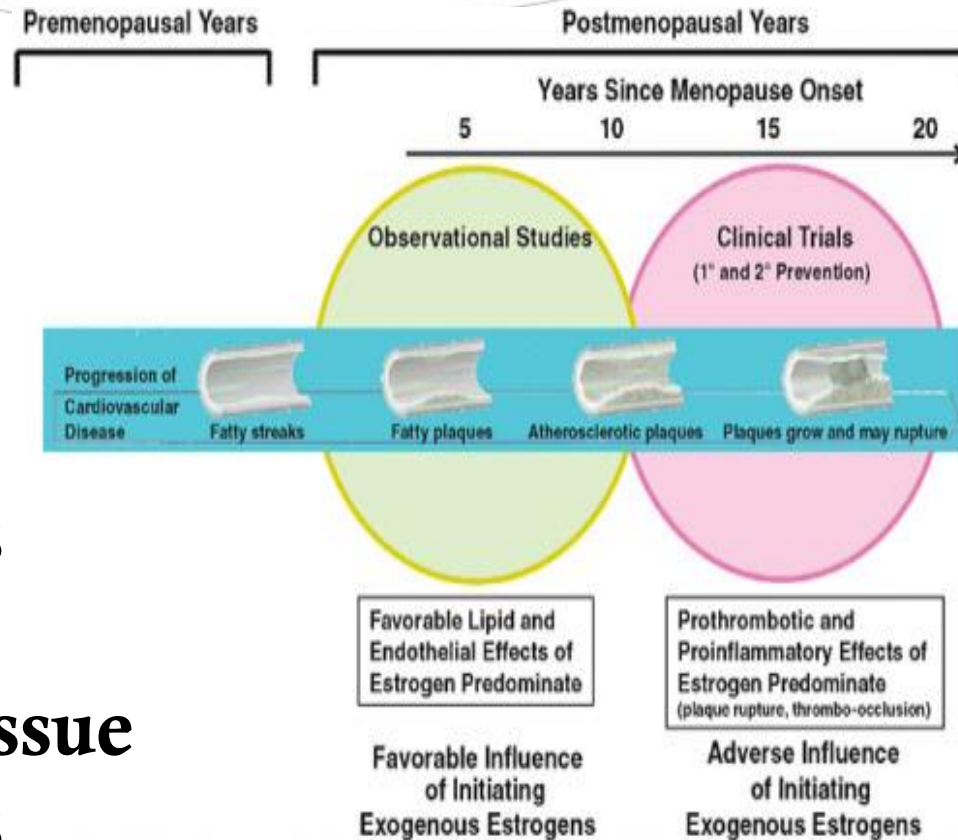 Premenopausal Years
Postmenopausal Years
Years Since Menopause Onset
5 10 15 20
Observational Studies
Clinical Trials
(1° and 2° Prevention)
Progression of
Cardiovascular
Disease
Fatty streaks
Fatty plaques
Atherosclerotic plaques
Plaques grow and may rupture
Favorable Lipid and
Endothelial Effects of
Estrogen Predominate
Prothrombotic and
Proinflammatory Effects of
Estrogen Predominate
(plaque rupture, thrombo-occlusion)
ssue
Favorable Influence
of Initiating
Exogenous Estrogens
Adverse Influence
of Initiating
Exogenous Estrogens